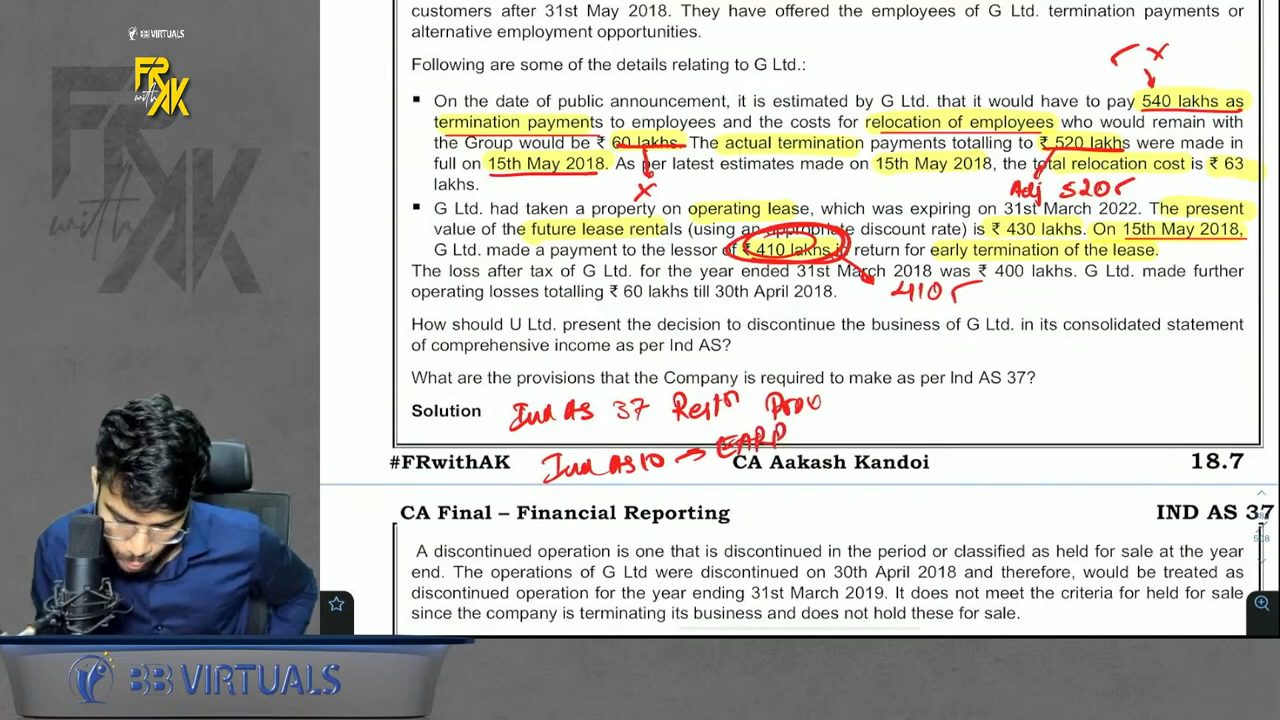 BB VIRTUALS
FR
with
AK
FR
with
AK
customers after 31st May 2018. They have offered the employees of G Ltd. termination payments or
alternative employment opportunities.
Following are some of the details relating to G Ltd.:
▪ On the date of public announcement, it is estimated by G Ltd. that it would have to pay 540 lakhs as
termination payments to employees and the costs for relocation of employees who would remain with
the Group would be ₹ 60 lakhs. The actual termination payments totalling to ₹ 520 lakhs were made in
full on 15th May 2018. As per latest estimates made on 15th May 2018, the total relocation cost is ₹ 63
lakhs.
Adj 520
▪ G Ltd. had taken a property on operating lease, which was expiring on 31st March 2022. The present
value of the future lease rentals (using an appropriate discount rate) is ₹ 430 lakhs. On 15th May 2018,
G Ltd. made a payment to the lessor of ₹ 410 lakhs in return for early termination of the lease.
The loss after tax of G Ltd. for the year ended 31st March 2018 was ₹ 400 lakhs. G Ltd. made further
operating losses totalling ₹ 60 lakhs till 30th April 2018.
410
How should U Ltd. present the decision to discontinue the business of G Ltd. in its consolidated statement
of comprehensive income as per Ind AS?
What are the provisions that the Company is required to make as per Ind AS 37?
Solution
Ind AS 37 Restn Prov
Ind AS 10 → EARP
#FRwithAK CA Aakash Kandoi 18.7
CA Final – Financial Reporting IND AS 37
A discontinued operation is one that is discontinued in the period or classified as held for sale at the year
end. The operations of G Ltd were discontinued on 30th April 2018 and therefore, would be treated as
discontinued operation for the year ending 31st March 2019. It does not meet the criteria for held for sale
since the company is terminating its business and does not hold these for sale.
BB VIRTUALS